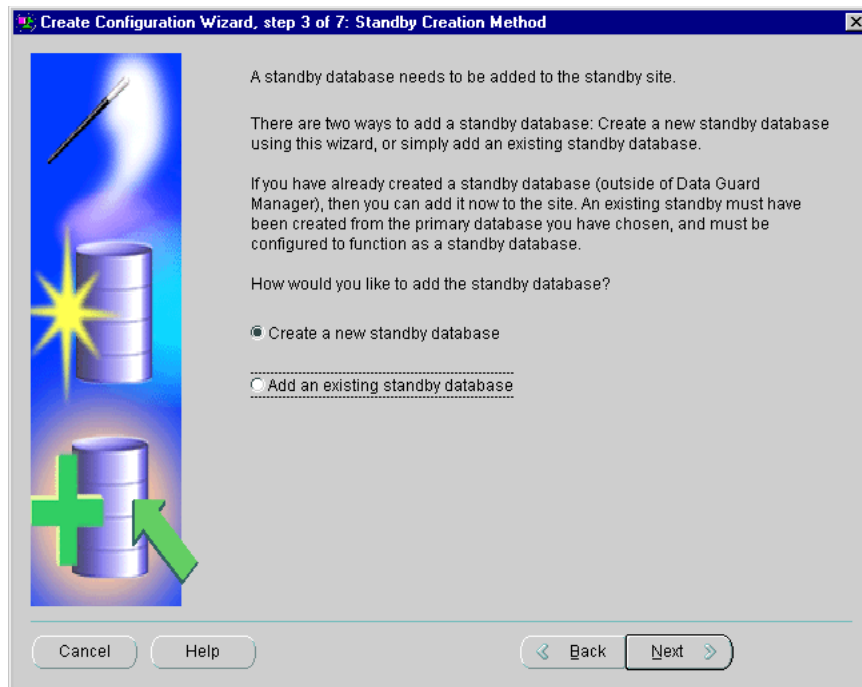 Create Configuration Wizard, step 3 of 7: Standby Creation Method
A standby database needs to be added to the standby site.
There are two ways to add a standby database: Create a new standby database
using this wizard, or simply add an existing standby database.
If you have already created a standby database (outside of Data Guard
Manager), then you can add it now to the site. An existing standby must have
been created from the primary database you have chosen, and must be
configured to function as a standby database.
How would you like to add the standby database?
Create a new standby database
Add an existing standby database
Cancel
Help
Back
Next